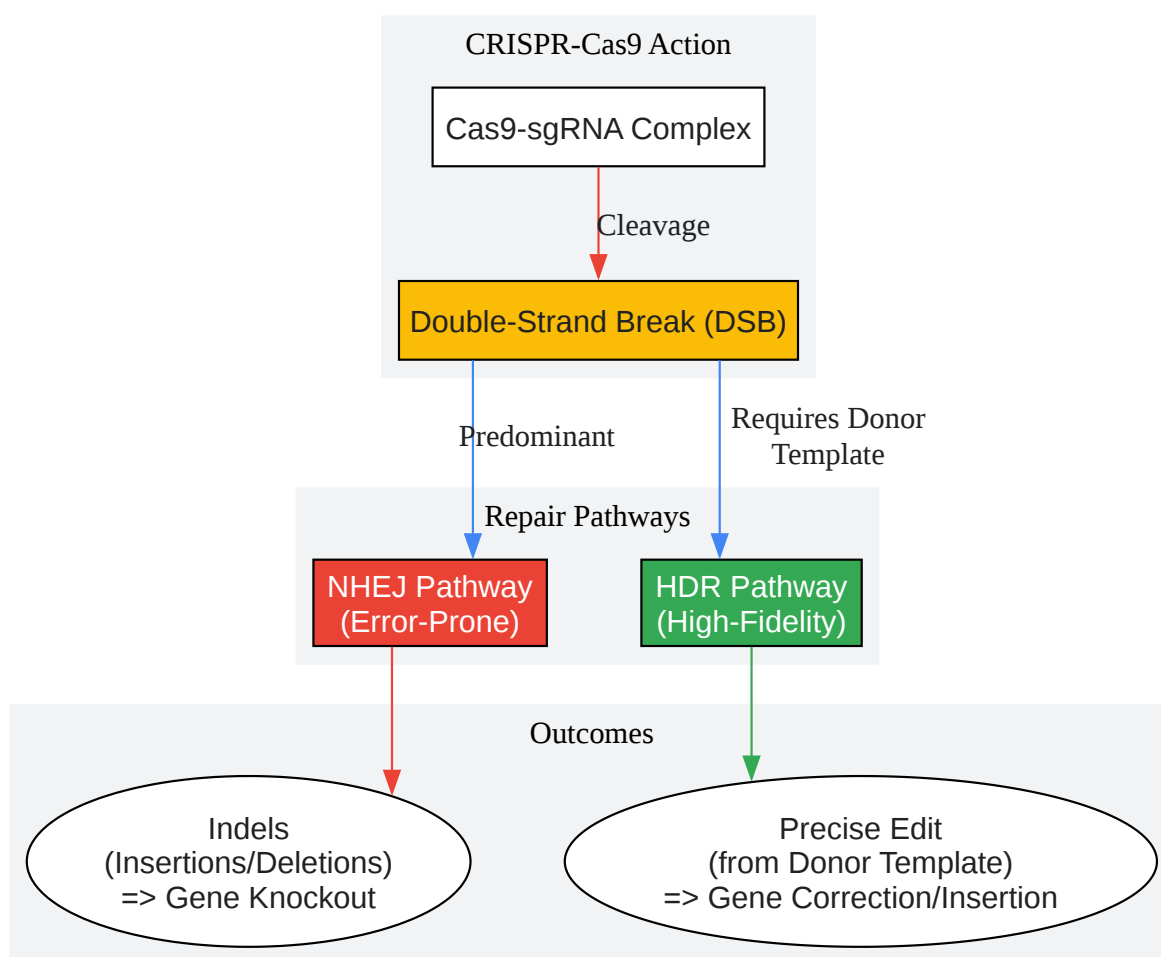 CRISPR-Cas9 Action
Cas9-sgRNA Complex
Cleavage
Double-Strand Break (DSB)
Predominant
Requires Donor
Template
Repair Pathways
NHEJ Pathway
(Error-Prone)
HDR Pathway
(High-Fidelity)
Outcomes
Indels
(Insertions/Deletions)
=> Gene Knockout
Precise Edit
(from Donor Template)
=> Gene Correction/Insertion